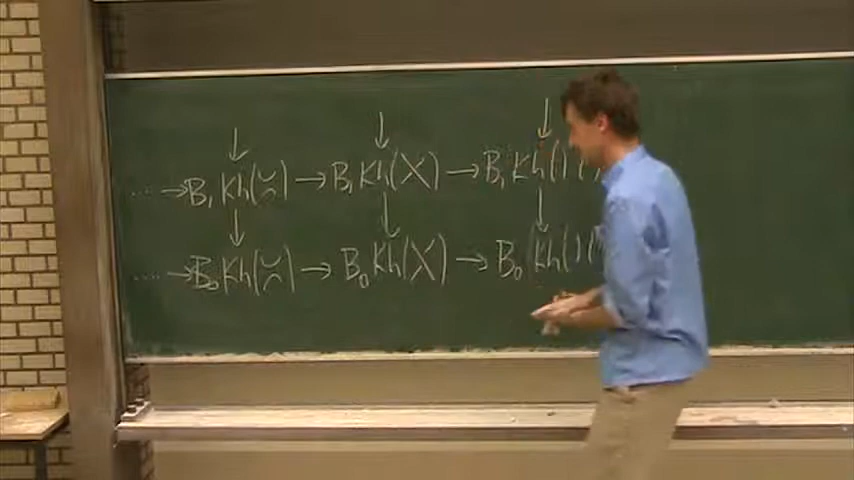 ↓ ↓ ↓
.... → B₁ Kh(≍) → B₁ Kh(X) → B₁ Kh()(
↓ ↓ ↓
.... → B₀ Kh(≍) → B₀ Kh(X) → B₀ Kh()(